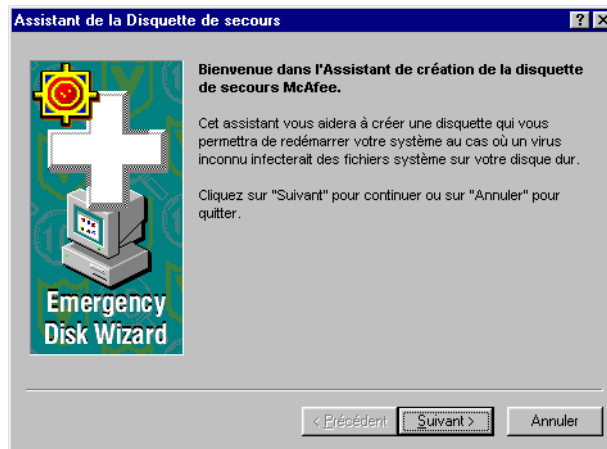 Assistant de la Disquette de secours
Bienvenue dans l'Assistant de création de la disquette
de secours McAfee.
Cet assistant vous aidera à créer une disquette qui vous
permettra de redémarrer votre système au cas où un virus
inconnu infecterait des fichiers système sur votre disque dur.
Cliquez sur "Suivant" pour continuer ou sur "Annuler" pour
quitter.
Emergency
Disk Wizard
< Précédent
Suivant >
Annuler